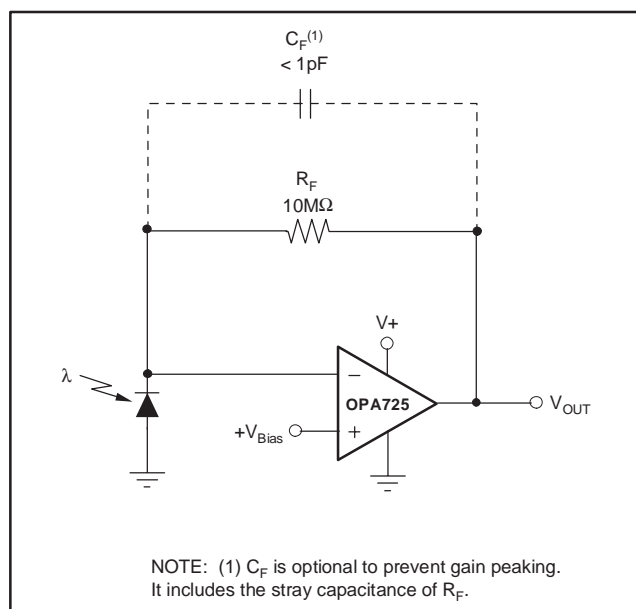 C_F(1)
< 1pF
R_F
10MΩ
V+
λ
−
OPA725
V_OUT
+V_Bias
+
NOTE: (1) C_F is optional to prevent gain peaking.
It includes the stray capacitance of R_F.